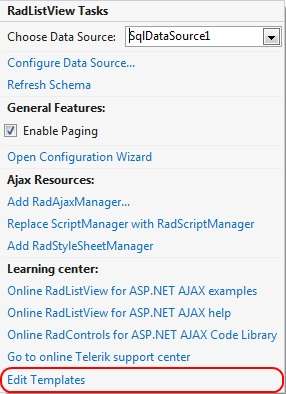 RadListView Tasks
Choose Data Source: SqlDataSource1
Configure Data Source...
Refresh Schema
General Features:
Enable Paging
Open Configuration Wizard
Ajax Resources:
Add RadAjaxManager...
Replace ScriptManager with RadScriptManager
Add RadStyleSheetManager
Learning center:
Online RadListView for ASP.NET AJAX examples
Online RadListView for ASP.NET AJAX help
Online RadControls for ASP.NET AJAX Code Library
Go to online Telerik support center
Edit Templates